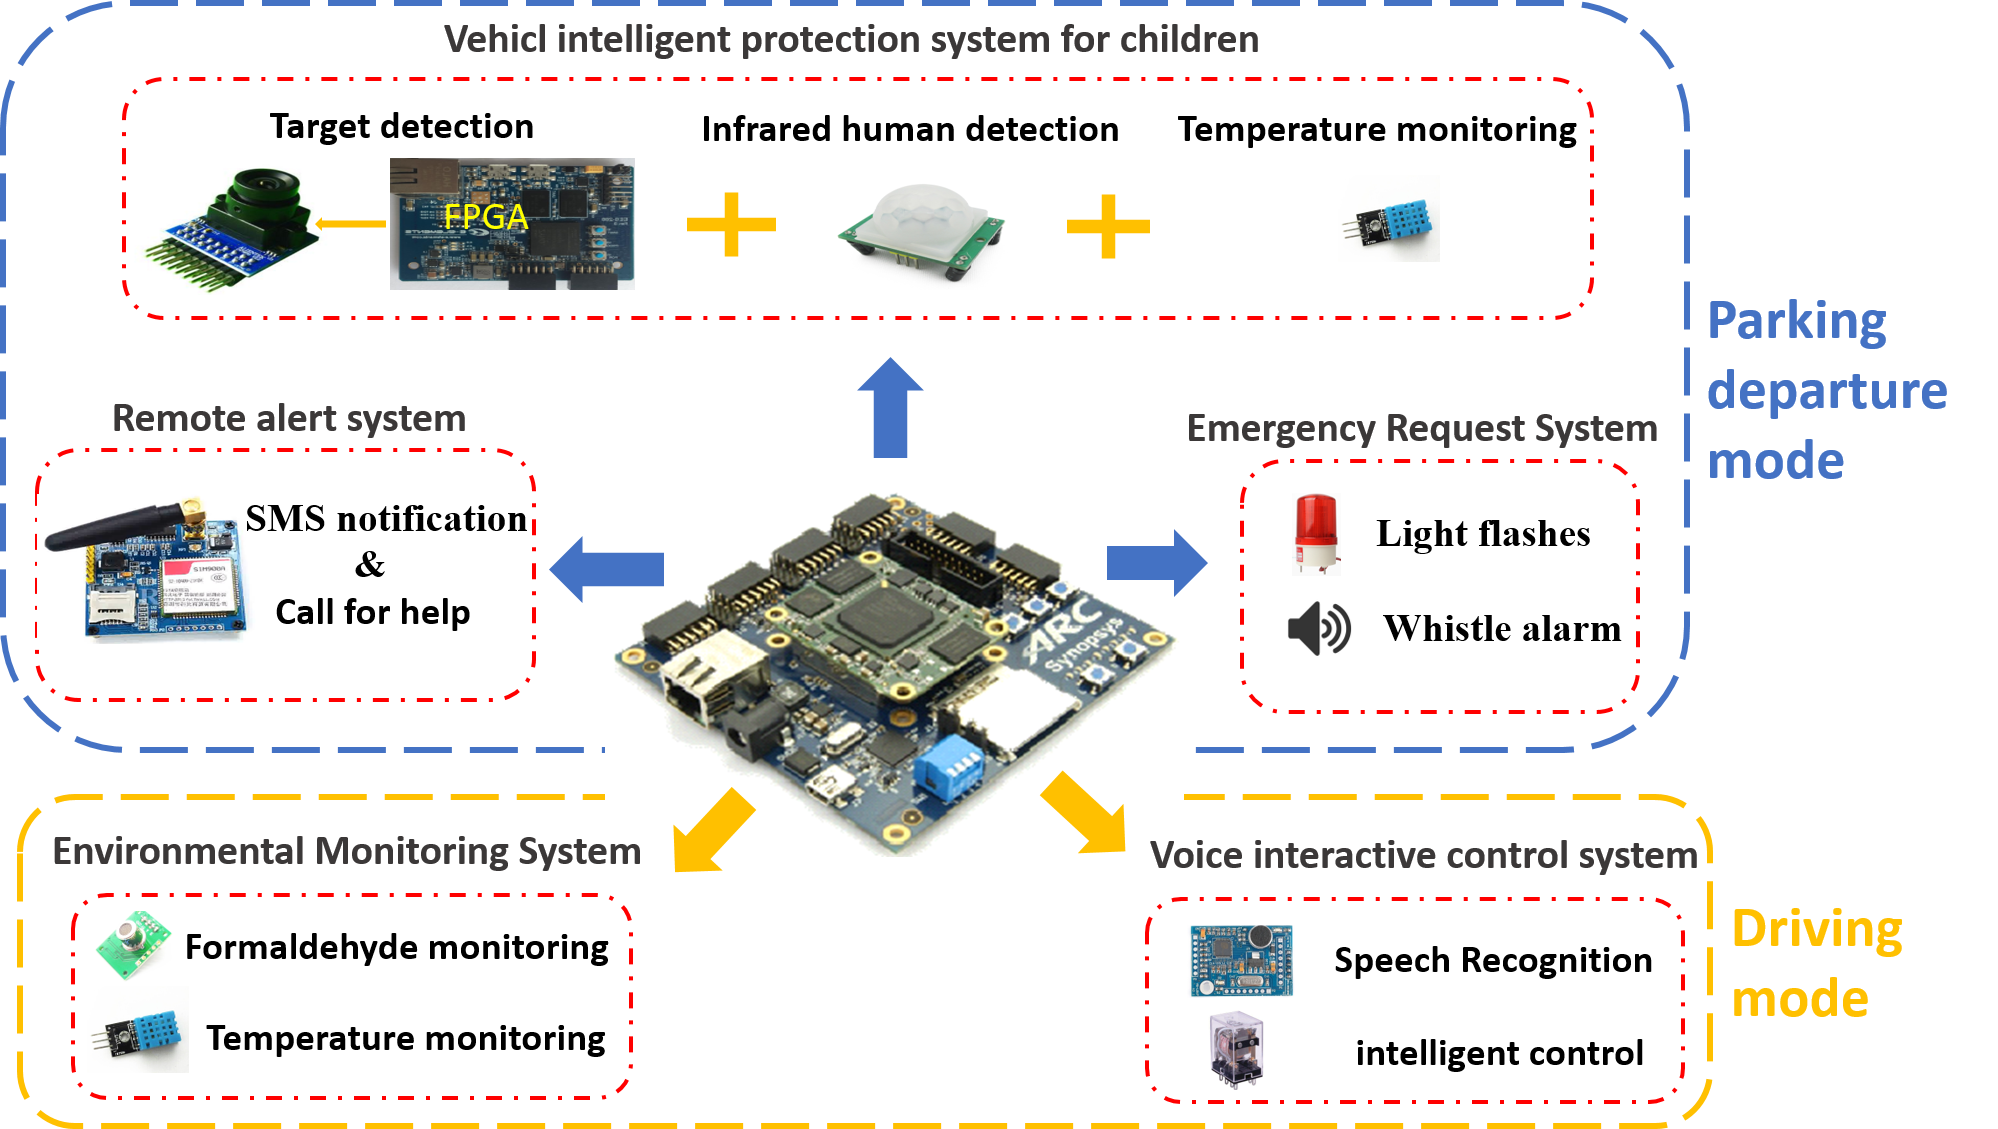 Vehicl intelligent protection system for children
Target detection
Infrared human detection
Temperature monitoring
FPGA
Parking
departure
mode
Remote alert system
SMS notification
&
Call for help
SIM900A
Emergency Request System
Light flashes
Whistle alarm
ARC
Synopsys
Environmental Monitoring System
Formaldehyde monitoring
Temperature monitoring
Voice interactive control system
Speech Recognition
intelligent control
Driving
mode